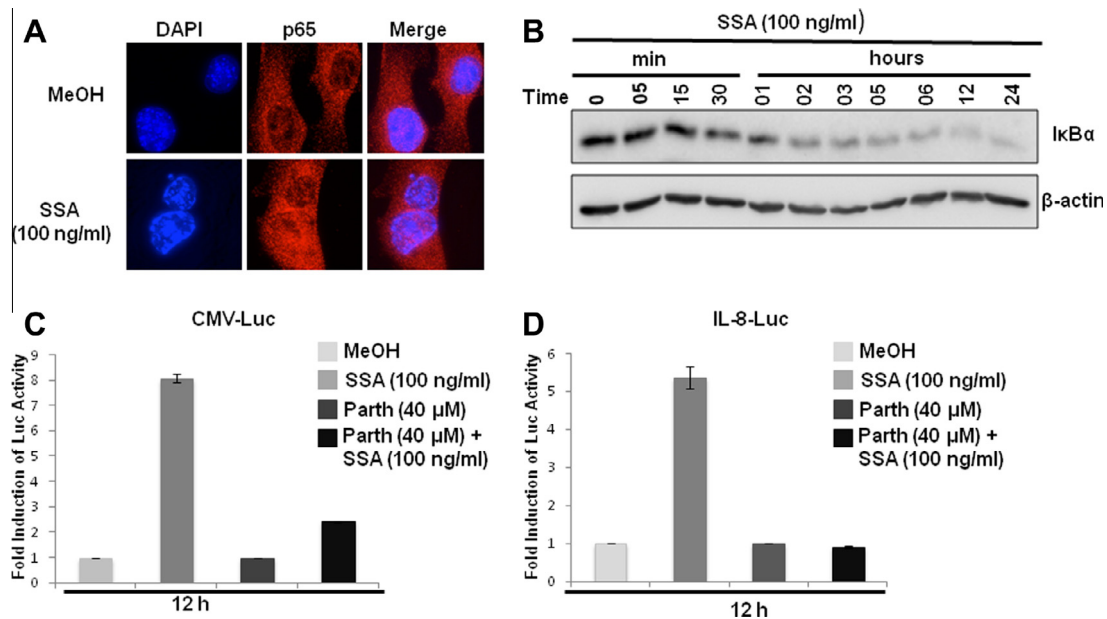 A
DAPI
p65
Merge
MeOH
SSA
(100 ng/ml)
B
SSA (100 ng/ml)
min
hours
Time
0
05
15
30
01
02
03
05
06
12
24
IκBα
β-actin
C
CMV-Luc
Fold Induction of Luc Activity
9
8
7
6
5
4
3
2
1
0
MeOH
SSA (100 ng/ml)
Parth (40 μM)
Parth (40 μM) +
SSA (100 ng/ml)
12 h
D
IL-8-Luc
Fold Induction of Luc Activity
6
5
4
3
2
1
0
MeOH
SSA (100 ng/ml)
Parth (40 μM)
Parth (40 μM) +
SSA (100 ng/ml)
12 h